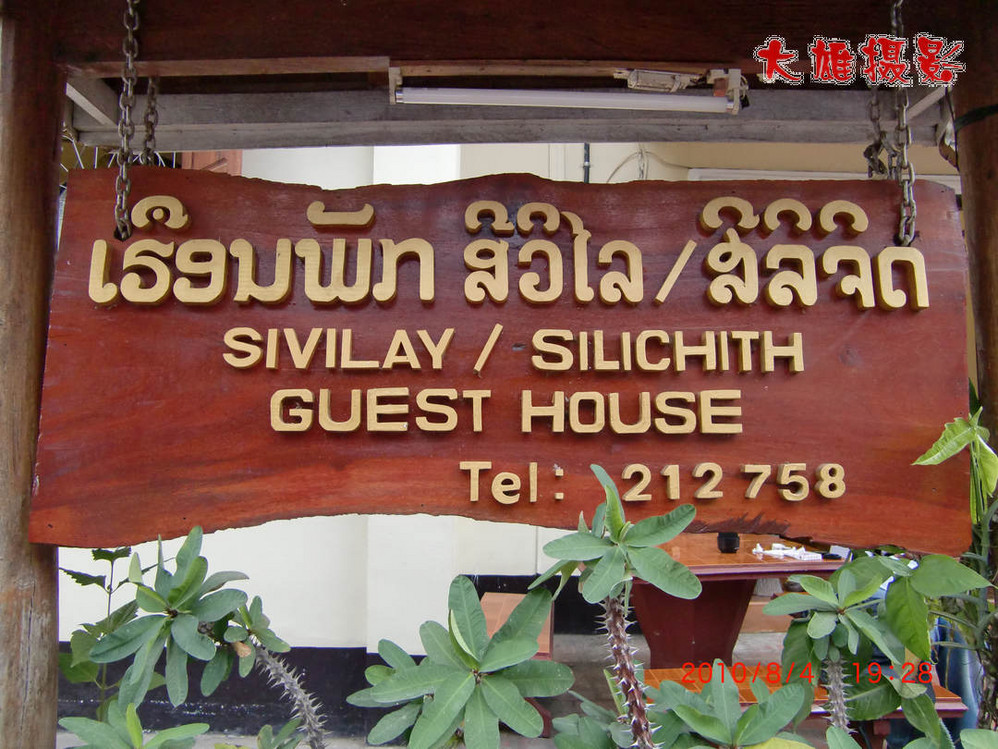 大雄摄影
ເຮືອນພັກ ສີວິໄລ/ສີລິຈິດ
SIVILAY / SILICHITH
GUEST HOUSE
Tel: 212 758
2010/8/4 19:28